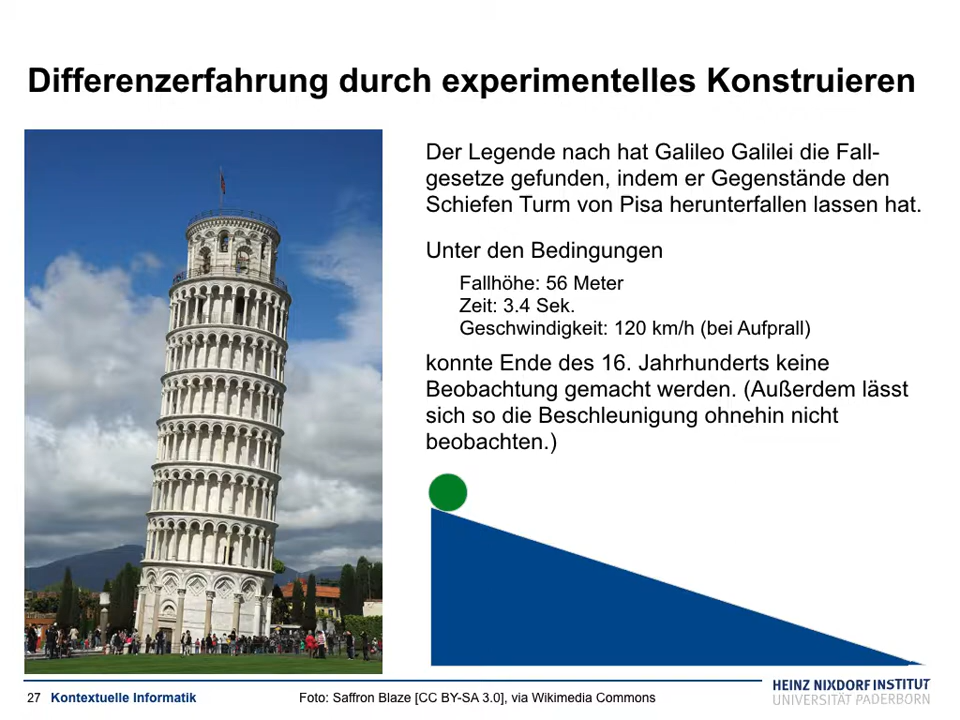 Differenzerfahrung durch experimentelles Konstruieren
Der Legende nach hat Galileo Galilei die Fall-
gesetze gefunden, indem er Gegenstände den
Schiefen Turm von Pisa herunterfallen lassen hat.
Unter den Bedingungen
Fallhöhe: 56 Meter
Zeit: 3.4 Sek.
Geschwindigkeit: 120 km/h (bei Aufprall)
konnte Ende des 16. Jahrhunderts keine
Beobachtung gemacht werden. (Außerdem lässt
sich so die Beschleunigung ohnehin nicht
beobachten.)
27 Kontextuelle Informatik
Foto: Saffron Blaze [CC BY-SA 3.0], via Wikimedia Commons
HEINZ NIXDORF INSTITUT
UNIVERSITÄT PADERBORN